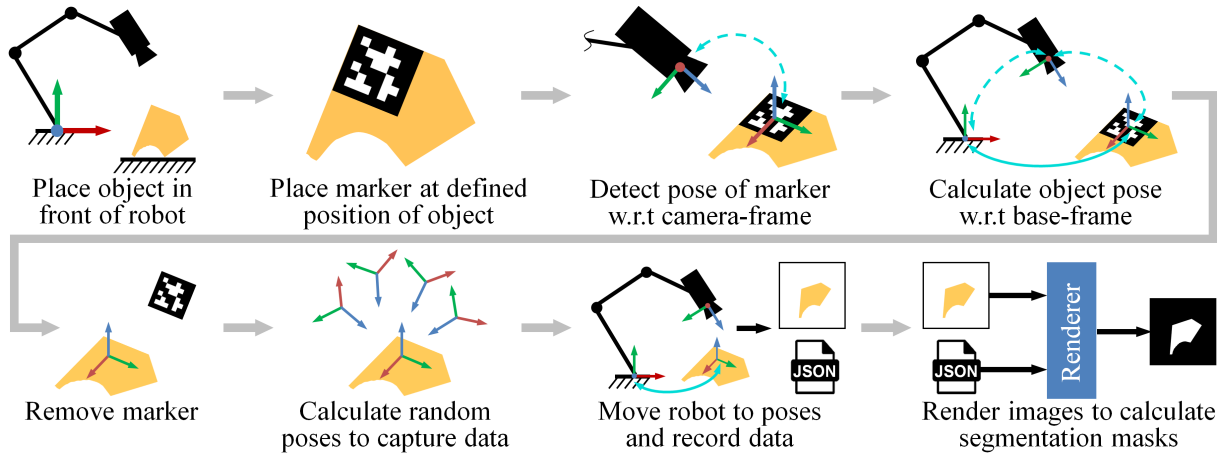 Place object in
front of robot
Place marker at defined
position of object
Detect pose of marker
w.r.t camera-frame
Calculate object pose
w.r.t base-frame
Remove marker
Calculate random
poses to capture data
JSON
Move robot to poses
and record data
JSON
Renderer
Render images to calculate
segmentation masks